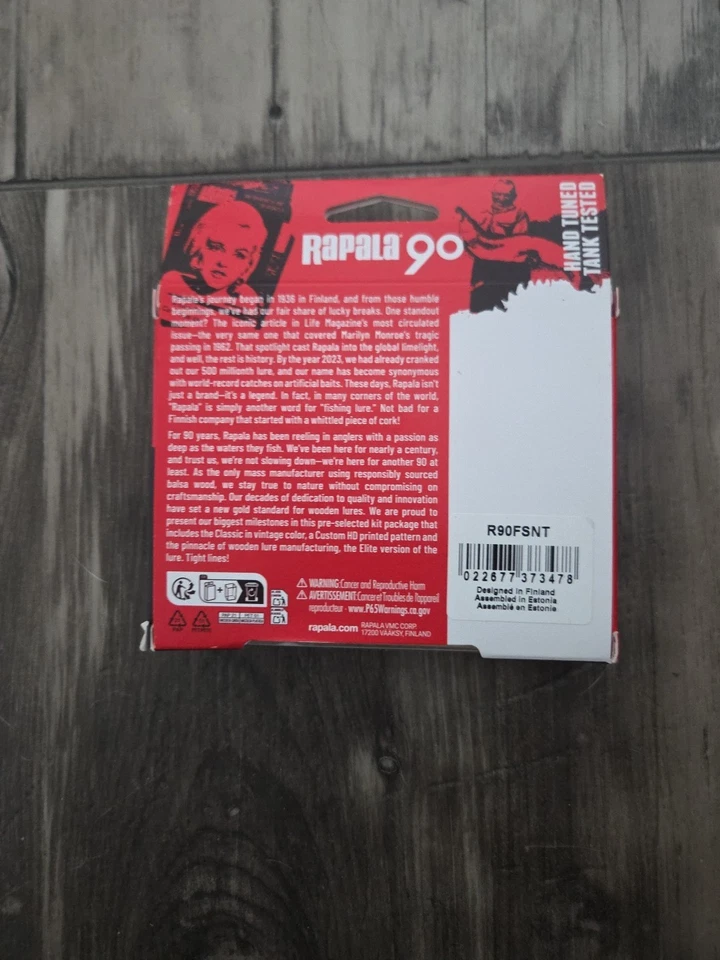 RAPALA 90
HAND TUNED
TANK TESTED
Rapala's journey began in 1936 in Finland, and from those humble
beginnings we've had our fair share of lucky breaks. One standout
moment? The iconic article in Life Magazine's most circulated
issue—the very same one that covered Marilyn Monroe's tragic
passing in 1962. That spotlight cast Rapala into the global limelight,
and well, the rest is history. By the year 2023, we had already cranked
out our 500 millionth lure, and our name has become synonymous
with world-record catches on artificial baits. These days, Rapala isn't
just a brand—it's a legend. In fact, in many corners of the world,
"Rapala" is simply another word for "fishing lure." Not bad for a
Finnish company that started with a whittled piece of cork!
For 90 years, Rapala has been reeling in anglers with a passion as
deep as the waters they fish. We've been here for nearly a century,
and trust us, we're not slowing down—we're here for another 90 at
least. As the only mass manufacturer using responsibly sourced
balsa wood, we stay true to nature without compromising on
craftsmanship. Our decades of dedication to quality and innovation
have set a new gold standard for wooden lures. We are proud to
present our biggest milestones in this pre-selected kit package that
includes the Classic in vintage color, a Custom HD printed pattern and
the pinnacle of wooden lure manufacturing, the Elite version of the
lure. Tight lines!
WARNING: Cancer and Reproductive Harm
AVERTISSEMENT: Cancer et Troubles de l'appareil
reproducteur - www.P65Warnings.ca.gov
rapala.com RAPALA VMC CORP.
17200 VÄÄKSY, FINLAND
R90FSNT
022677 373478
Designed in Finland
Assembled in Estonia
Assemblé en Estonie